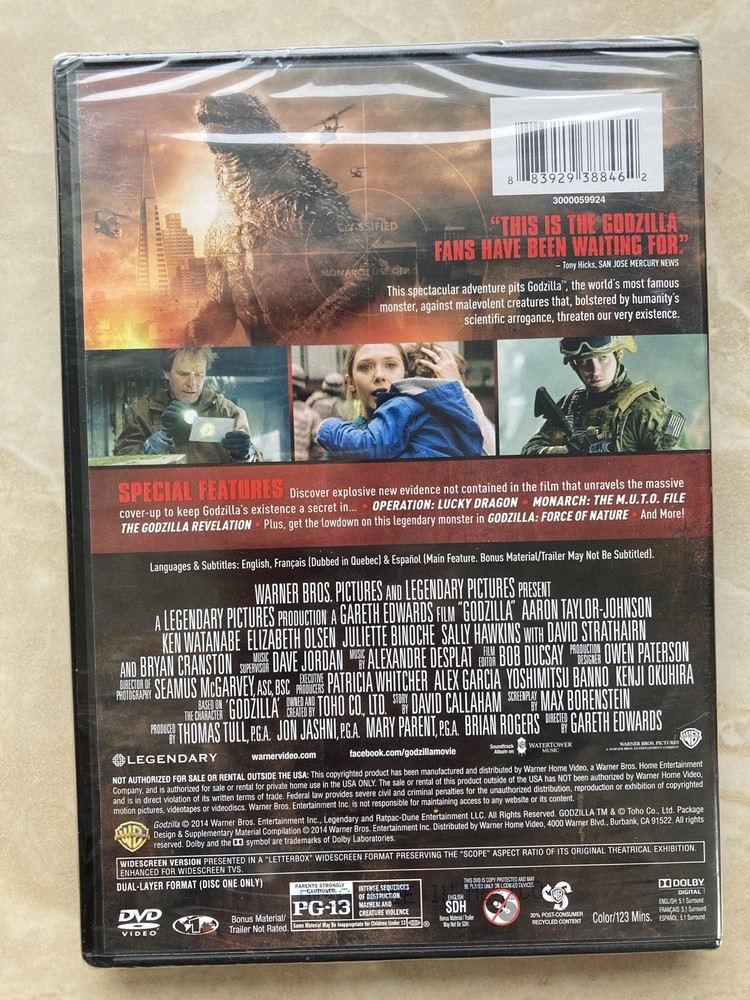 8 83929 38846 2
3000059924
CLASSIFIED
MONARCH USE ONLY
"THIS IS THE GODZILLA
FANS HAVE BEEN WAITING FOR"
– Tony Hicks, SAN JOSE MERCURY NEWS
This spectacular adventure pits Godzilla™, the world's most famous
monster, against malevolent creatures that, bolstered by humanity's
scientific arrogance, threaten our very existence.
SPECIAL FEATURES Discover explosive new evidence not contained in the film that unravels the massive
cover-up to keep Godzilla's existence a secret in... • OPERATION: LUCKY DRAGON • MONARCH: THE M.U.T.O. FILE
THE GODZILLA REVELATION • Plus, get the lowdown on this legendary monster in GODZILLA: FORCE OF NATURE • And More!
Languages & Subtitles: English, Français (Dubbed in Quebec) & Español (Main Feature. Bonus Material/Trailer May Not Be Subtitled).
WARNER BROS. PICTURES AND LEGENDARY PICTURES PRESENT
A LEGENDARY PICTURES PRODUCTION A GARETH EDWARDS FILM "GODZILLA" AARON TAYLOR-JOHNSON
KEN WATANABE ELIZABETH OLSEN JULIETTE BINOCHE SALLY HAWKINS WITH DAVID STRATHAIRN
AND BRYAN CRANSTON MUSIC SUPERVISOR DAVE JORDAN MUSIC BY ALEXANDRE DESPLAT FILM EDITOR BOB DUCSAY PRODUCTION DESIGNER OWEN PATERSON
DIRECTOR OF PHOTOGRAPHY SEAMUS McGARVEY, ASC, BSC EXECUTIVE PRODUCERS PATRICIA WHITCHER ALEX GARCIA YOSHIMITSU BANNO KENJI OKUHIRA
BASED ON THE CHARACTER "GODZILLA" OWNED AND CREATED BY TOHO CO., LTD. STORY BY DAVID CALLAHAM SCREENPLAY BY MAX BORENSTEIN
PRODUCED BY THOMAS TULL, P.G.A. JON JASHNI, P.G.A. MARY PARENT, P.G.A. BRIAN ROGERS DIRECTED BY GARETH EDWARDS
LEGENDARY warnervideo.com facebook.com/godzillamovie Soundtrack Album on WATERTOWER MUSIC WARNER BROS. PICTURES
A WARNER BROS. ENTERTAINMENT COMPANY
NOT AUTHORIZED FOR SALE OR RENTAL OUTSIDE THE USA: This copyrighted product has been manufactured and distributed by Warner Home Video, a Warner Bros. Home Entertainment
Company, and is authorized for sale or rental for private home use in the USA ONLY. The sale or rental of this product outside of the USA has NOT been authorized by Warner Home Video,
and is in direct violation of its written terms of trade. Federal law provides severe civil and criminal penalties for the unauthorized distribution, reproduction or exhibition of copyrighted
motion pictures, videotapes or videodiscs. Warner Bros. Entertainment Inc. is not responsible for maintaining access to any website or its content.
Godzilla © 2014 Warner Bros. Entertainment Inc., Legendary and Ratpac-Dune Entertainment LLC. All Rights Reserved. GODZILLA TM & © Toho Co., Ltd. Package
Design & Supplementary Material Compilation © 2014 Warner Bros. Entertainment Inc. Distributed by Warner Home Video, 4000 Warner Blvd., Burbank, CA 91522. All rights
reserved. Dolby and the DD symbol are trademarks of Dolby Laboratories.
WIDESCREEN VERSION PRESENTED IN A "LETTERBOX" WIDESCREEN FORMAT PRESERVING THE "SCOPE" ASPECT RATIO OF ITS ORIGINAL THEATRICAL EXHIBITION.
ENHANCED FOR WIDESCREEN TVS.
DUAL-LAYER FORMAT (DISC ONE ONLY)
DVD
VIDEO
1
Bonus Material/
Trailer Not Rated.
PARENTS STRONGLY CAUTIONED
PG-13
INTENSE SEQUENCES
OF DESTRUCTION,
MAYHEM AND
CREATURE VIOLENCE
Some Material May Be Inappropriate for Children Under 13
ENGLISH
SDH
Bonus Material/Trailer
May Not Be SDH.
THIS DVD IS COPY PROTECTED AND MAY
BE PLAYED ONLY ON LICENSED DEVICES.
30% POST-CONSUMER
RECYCLED CONTENT
Color/123 Mins.
DOLBY
DIGITAL
ENGLISH: 5.1 Surround
FRANÇAIS: 5.1 Surround
ESPAÑOL: 5.1 Surround